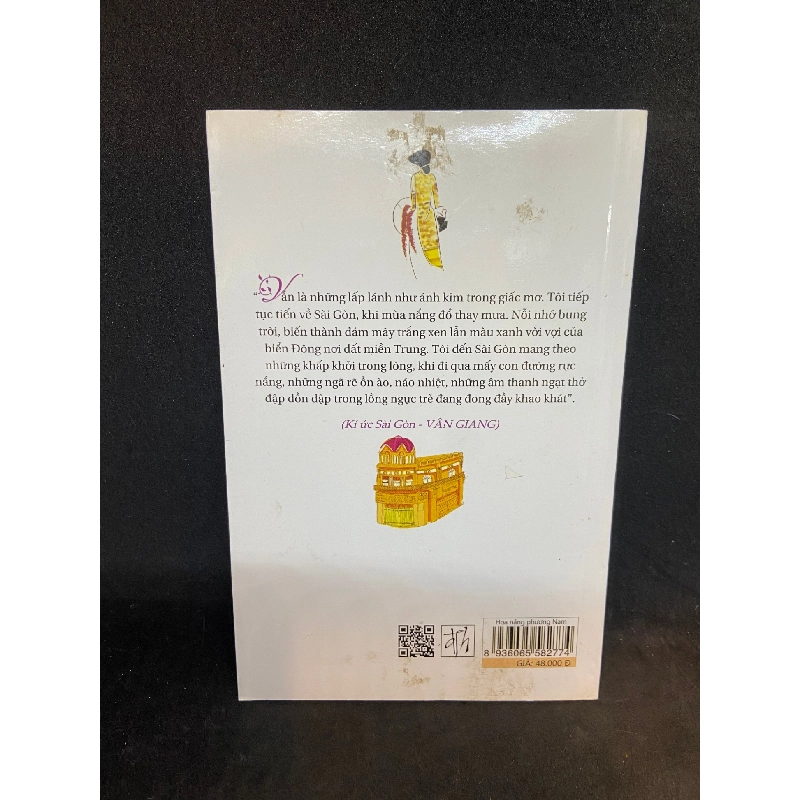 "Vẫn là những lấp lánh như ánh kim trong giấc mơ. Tôi tiếp
tục tiến về Sài Gòn, khi mùa nắng đổ thay mưa. Nỗi nhớ bung
trôi, biến thành đám mây trắng xen lẫn màu xanh vời vợi của
biển Đông nơi đất miền Trung. Tôi đến Sài Gòn mang theo
những khấp khởi trong lòng, khi đi qua mấy con đường rực
nắng, những ngã rẽ ồn ào, náo nhiệt, những âm thanh ngạt thở
đập dồn dập trong lồng ngực trẻ đang đong đầy khao khát".
(Kí ức Sài Gòn - VÂN GIANG)
Hoa nắng phương Nam
8 936065 582774
GIÁ: 48.000 Đ